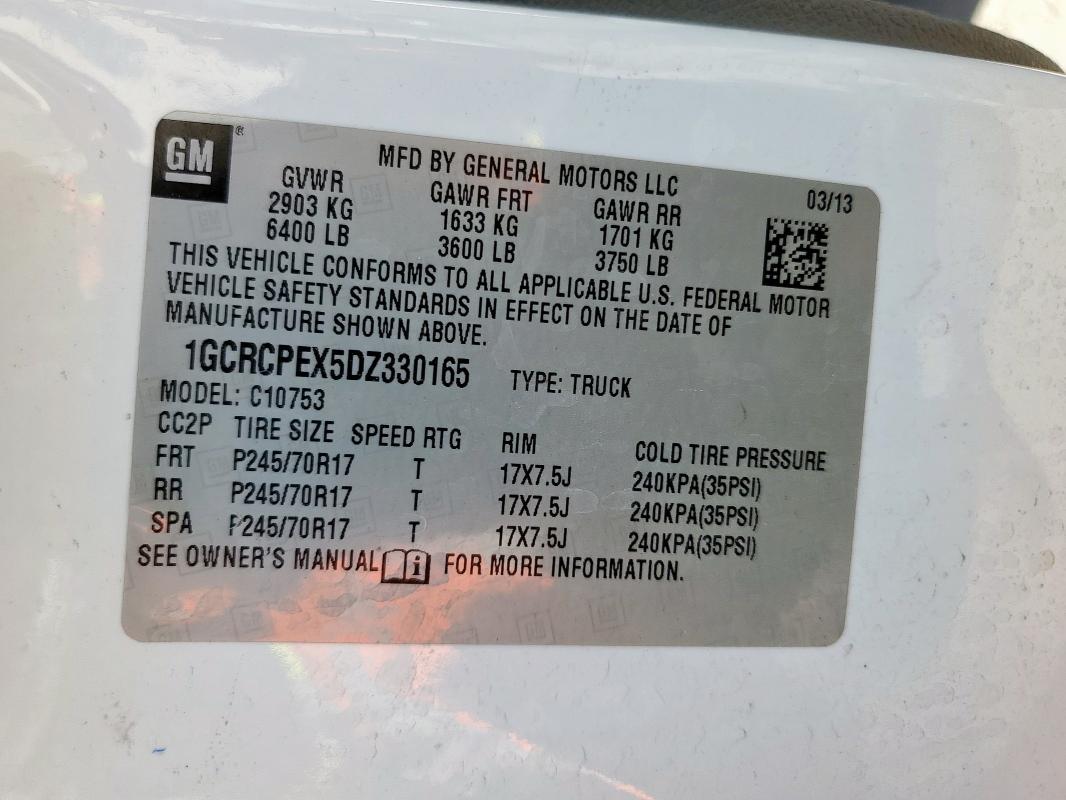 GM ®
MFD BY GENERAL MOTORS LLC 03/13
GVWR GAWR FRT GAWR RR
2903 KG 1633 KG 1701 KG
6400 LB 3600 LB 3750 LB
THIS VEHICLE CONFORMS TO ALL APPLICABLE U.S. FEDERAL MOTOR
VEHICLE SAFETY STANDARDS IN EFFECT ON THE DATE OF
MANUFACTURE SHOWN ABOVE.
1GCRCPEX5DZ330165 TYPE: TRUCK
MODEL: C10753
CC2P TIRE SIZE SPEED RTG RIM COLD TIRE PRESSURE
FRT P245/70R17 T 17X7.5J 240KPA(35PSI)
RR P245/70R17 T 17X7.5J 240KPA(35PSI)
SPA P245/70R17 T 17X7.5J 240KPA(35PSI)
SEE OWNER'S MANUAL i FOR MORE INFORMATION.